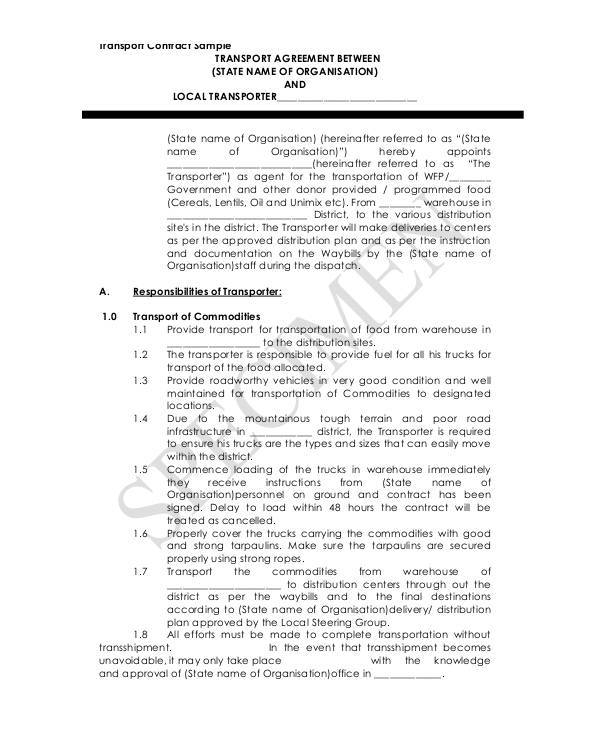 Transport Contract Sample
TRANSPORT AGREEMENT BETWEEN
(STATE NAME OF ORGANISATION)
AND
LOCAL TRANSPORTER____________________________
(State name of Organisation) (hereinafter referred to as “(State
name of Organisation)”) hereby appoints
____________________________(hereinafter referred to as “The
Transporter”) as agent for the transportation of WFP/________
Government and other donor provided / programmed food
(Cereals, Lentils, Oil and Unimix etc). From ________ warehouse in
____________________________ District, to the various distribution
site's in the district. The Transporter will make deliveries to centers
as per the approved distribution plan and as per the instruction
and documentation on the Waybills by the (State name of
Organisation)staff during the dispatch.
A. Responsibilities of Transporter:
1.0 Transport of Commodities
1.1 Provide transport for transportation of food from warehouse in
__________________ to the distribution sites.
1.2 The transporter is responsible to provide fuel for all his trucks for
transport of the food allocated.
1.3 Provide roadworthy vehicles in very good condition and well
maintained for transportation of Commodities to designated
locations.
1.4 Due to the mountainous tough terrain and poor road
infrastructure in ____________ district, the Transporter is required
to ensure his trucks are the types and sizes that can easily move
within the district.
1.5 Commence loading of the trucks in warehouse immediately
they receive instructions from (State name of
Organisation)personnel on ground and contract has been
signed. Delay to load within 48 hours the contract will be
treated as cancelled.
1.6 Properly cover the trucks carrying the commodities with good
and strong tarpaulins. Make sure the tarpaulins are secured
properly using strong ropes.
1.7 Transport the commodities from warehouse of
______________________ to distribution centers through out the
district as per the waybills and to the final destinations
according to (State name of Organisation)delivery/ distribution
plan approved by the Local Steering Group.
1.8 All efforts must be made to complete transportation without
transshipment. In the event that transshipment becomes
unavoidable, it may only take place with the knowledge
and approval of (State name of Organisation)office in _____________.
SPECIMEN